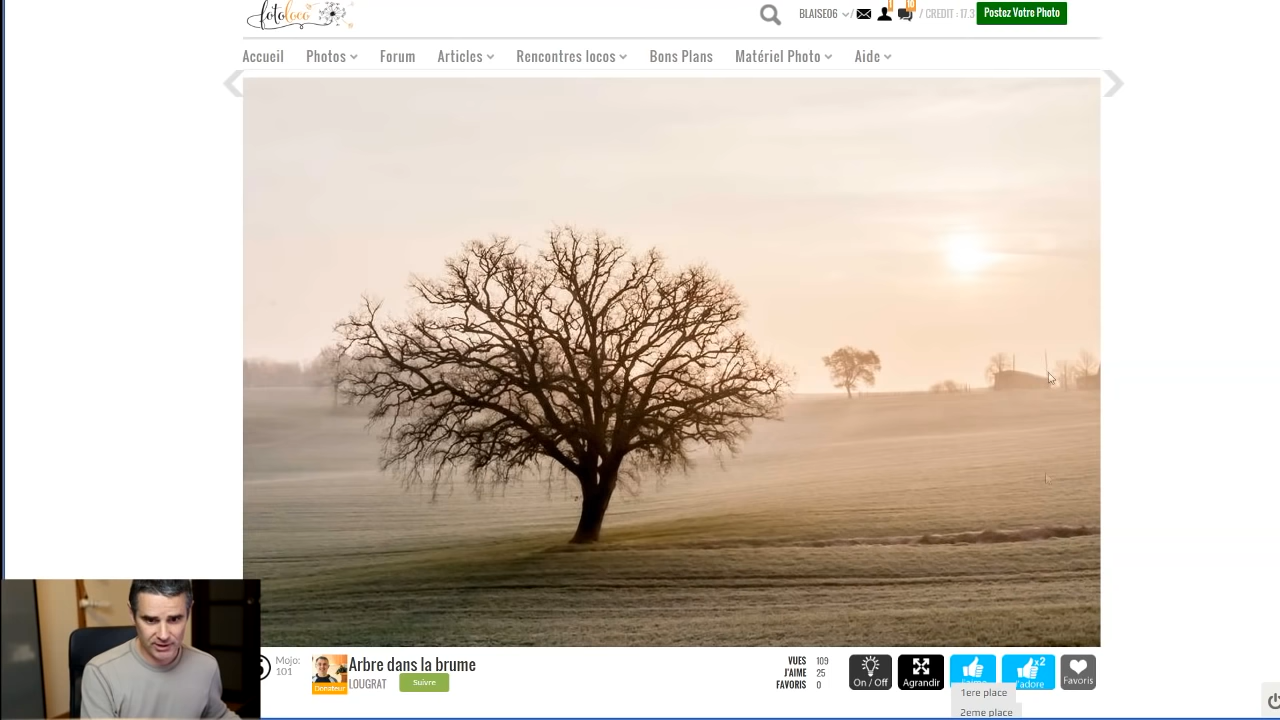 fotoloco
BLAISE06 / / CREDIT : 17.3 Postez Votre Photo
Accueil Photos Forum Articles Rencontres locos Bons Plans Matériel Photo Aide
Mojo:
101
Donateur
Arbre dans la brume
LOUGRAT Suivre
VUES 109
J'AIME 25
FAVORIS 0
On / Off Agrandir J'aime x2 J'adore Favoris
1ere place
2eme place